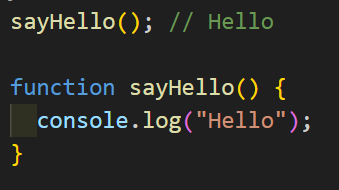 sayHello(); // Hello

function sayHello() {
  console.log("Hello");
}